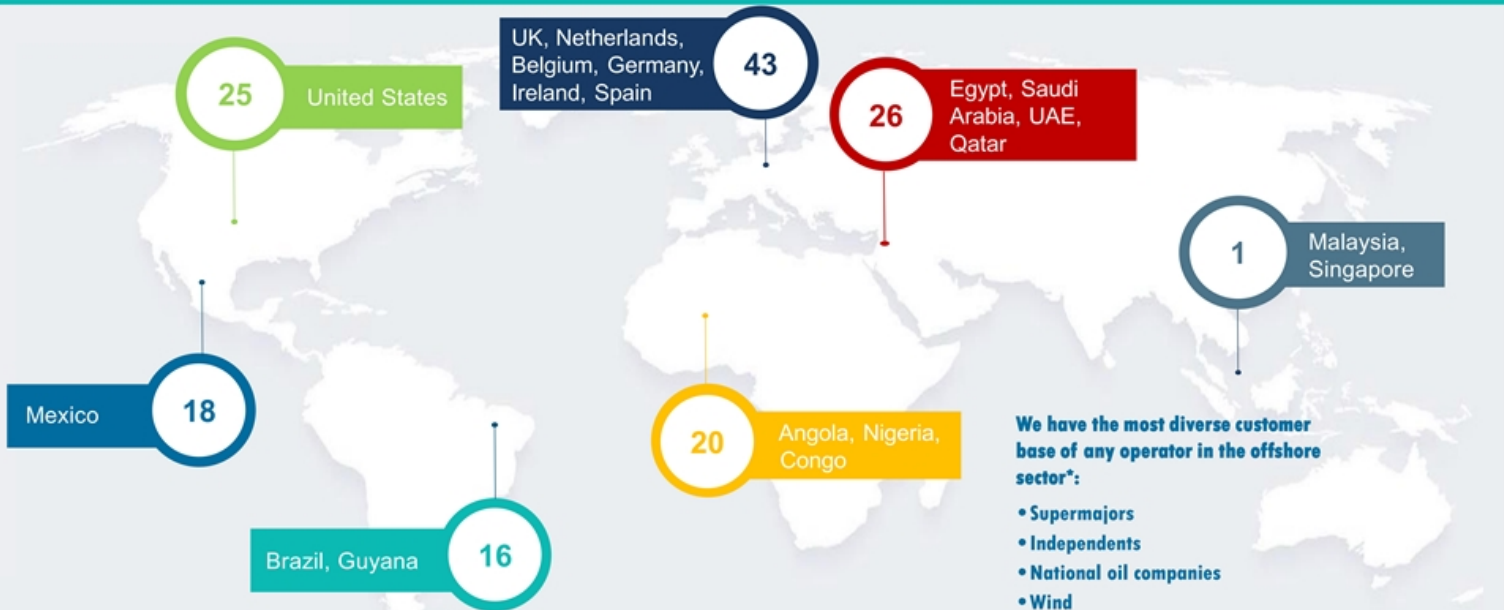 25
United States
UK, Netherlands,
Belgium, Germany,
Ireland, Spain
43
26
Egypt, Saudi
Arabia, UAE,
Qatar
1
Malaysia,
Singapore
Mexico
18
20
Angola, Nigeria,
Congo
Brazil, Guyana
16
We have the most diverse customer
base of any operator in the offshore
sector*:
• Supermajors
• Independents
• National oil companies
• Wind